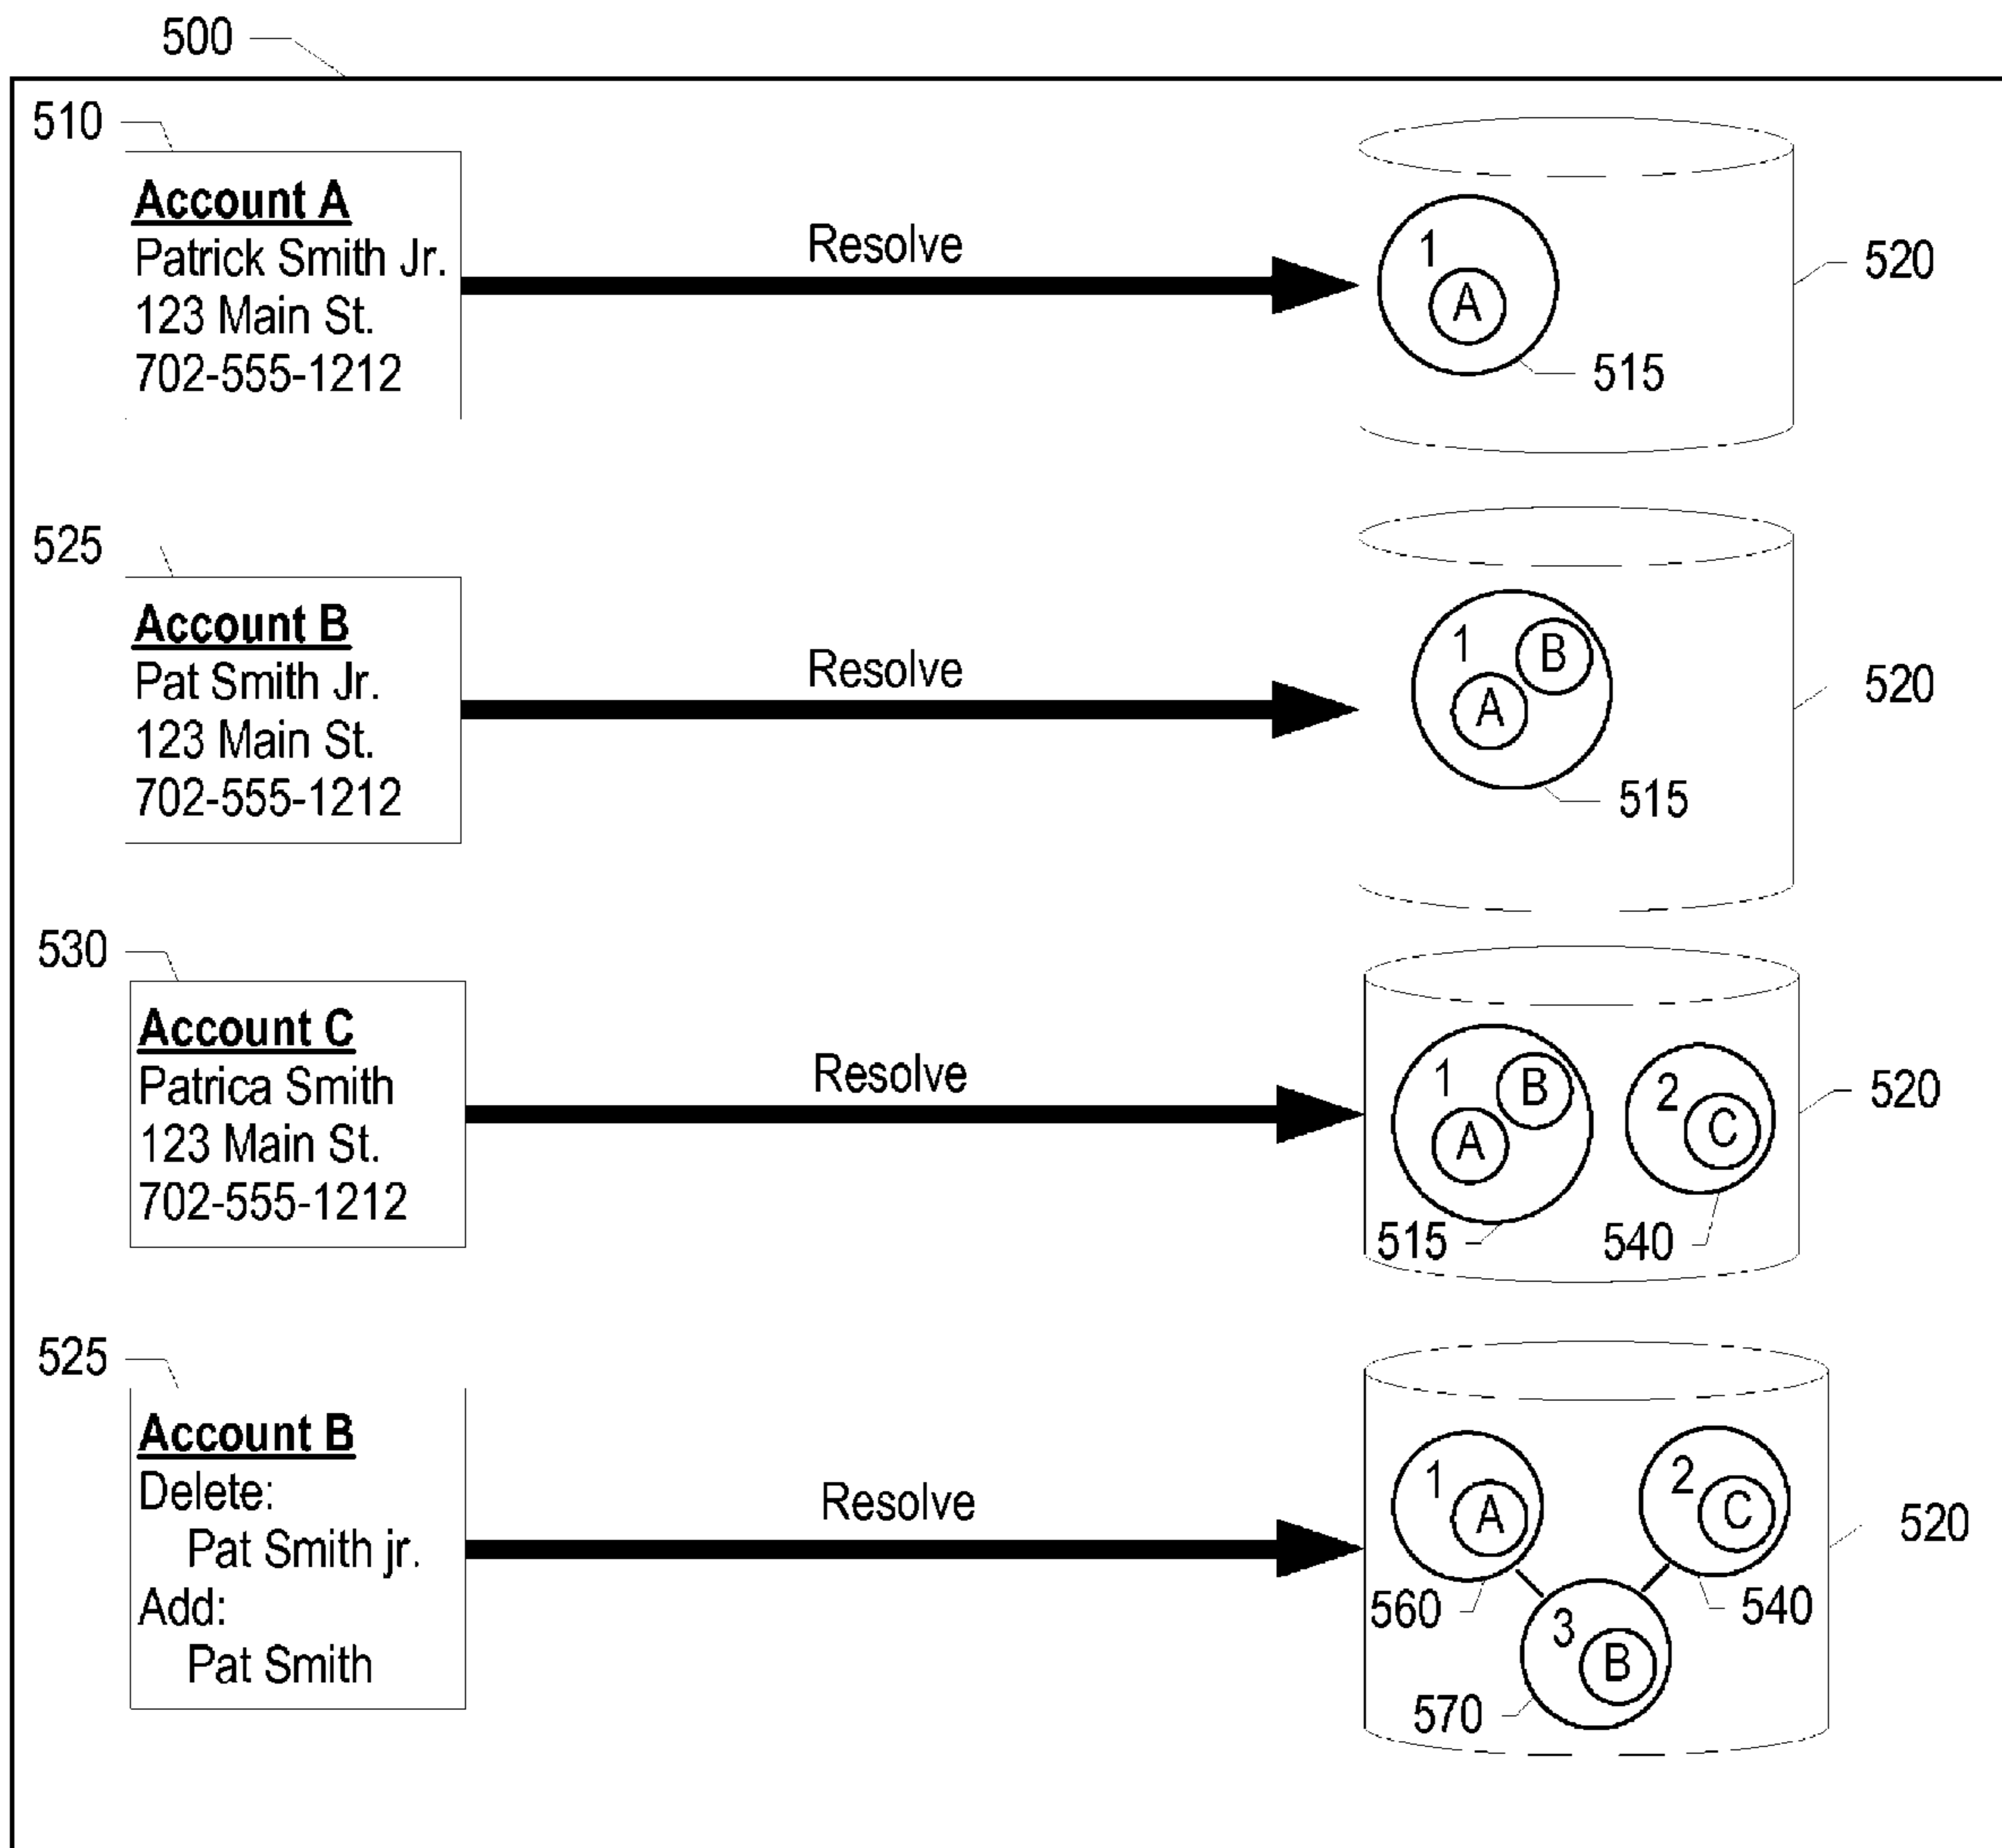 500
510
Account A
Patrick Smith Jr.
123 Main St.
702-555-1212
Resolve
1
A
515
520
525
Account B
Pat Smith Jr.
123 Main St.
702-555-1212
Resolve
1
B
A
515
520
530
Account C
Patrica Smith
123 Main St.
702-555-1212
Resolve
1
B
A
2
C
515
540
520
525
Account B
Delete:
Pat Smith jr.
Add:
Pat Smith
Resolve
1
A
2
C
560
540
3
B
570
520